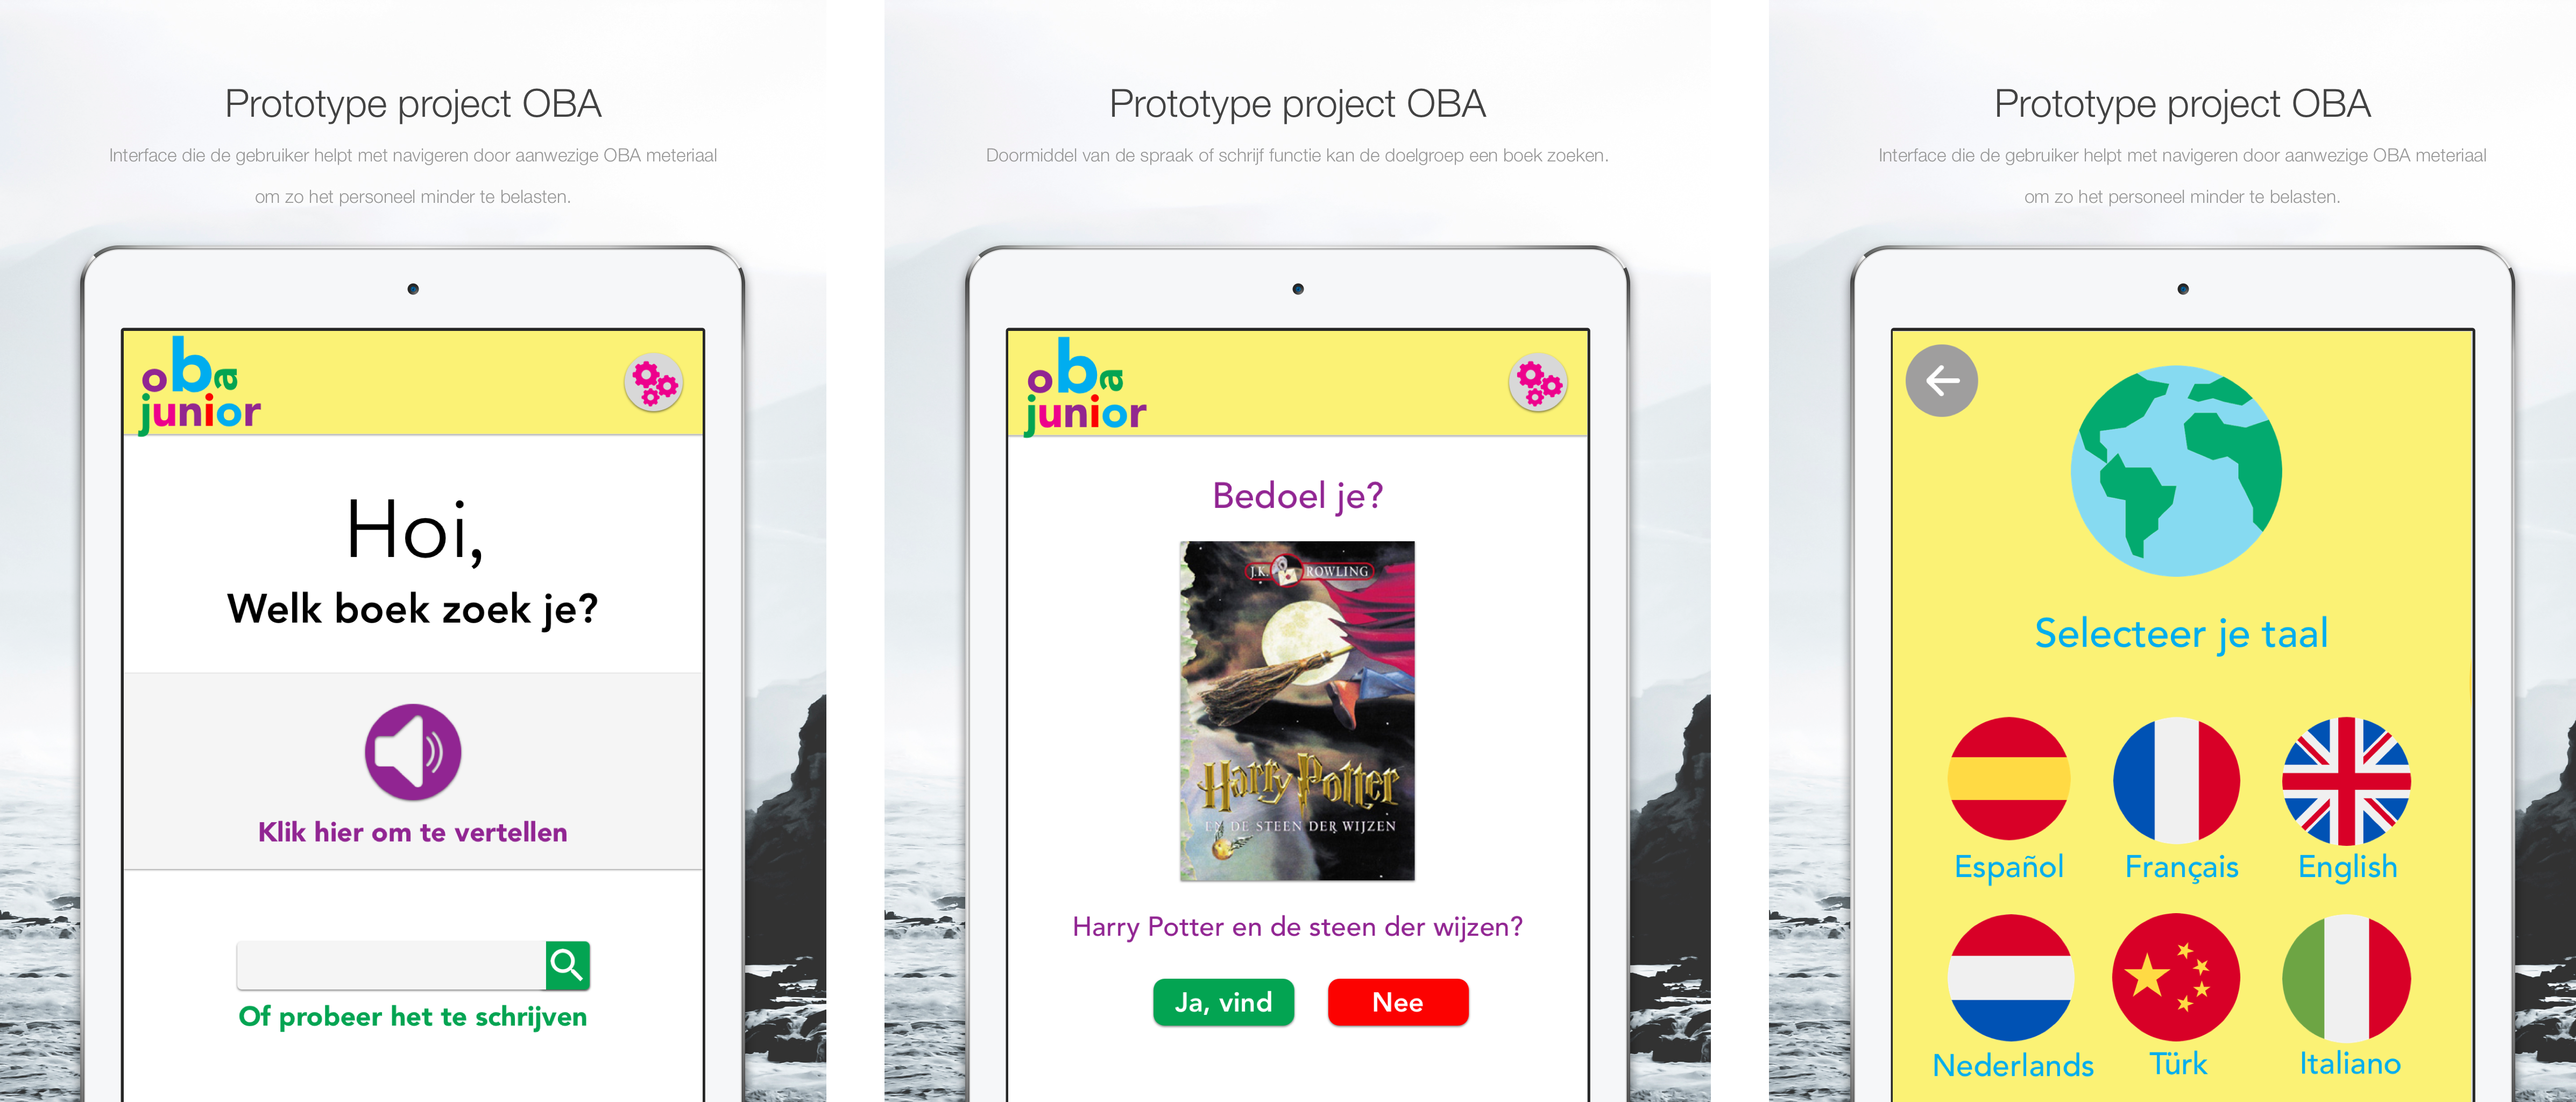 Prototype project OBA
Interface die de gebruiker helpt met navigeren door aanwezige OBA meteriaal
om zo het personeel minder te belasten.
oba
junior
Hoi,
Welk boek zoek je?
Klik hier om te vertellen
Of probeer het te schrijven
Prototype project OBA
Doormiddel van de spraak of schrijf functie kan de doelgroep een boek zoeken.
oba
junior
Bedoel je?
J.K. ROWLING
Harry Potter
EN DE STEEN DER WIJZEN
Harry Potter en de steen der wijzen?
Ja, vind
Nee
Prototype project OBA
Interface die de gebruiker helpt met navigeren door aanwezige OBA meteriaal
om zo het personeel minder te belasten.
Selecteer je taal
Español
Français
English
Nederlands
Türk
Italiano